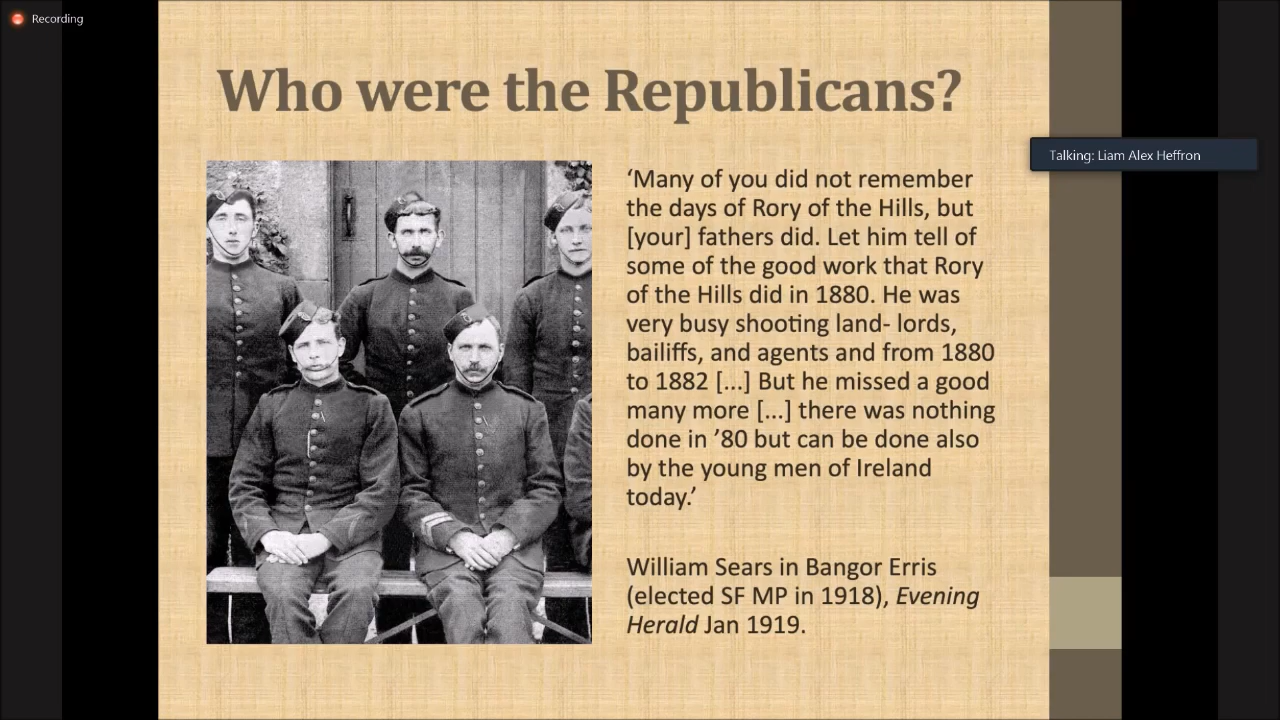 Recording
Who were the Republicans?
Talking: Liam Alex Heffron
‘Many of you did not remember
the days of Rory of the Hills, but
[your] fathers did. Let him tell of
some of the good work that Rory
of the Hills did in 1880. He was
very busy shooting land- lords,
bailiffs, and agents and from 1880
to 1882 [...] But he missed a good
many more [...] there was nothing
done in ’80 but can be done also
by the young men of Ireland
today.’
William Sears in Bangor Erris
(elected SF MP in 1918), Evening
Herald Jan 1919.